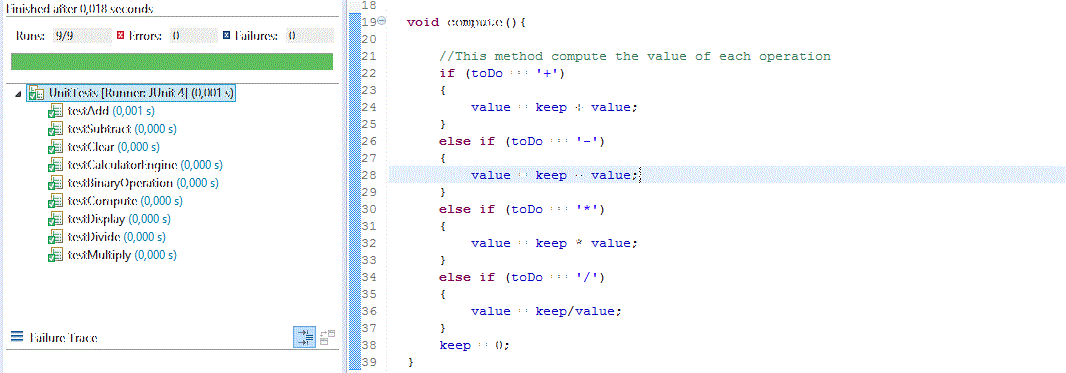 Finished after 0,018 seconds
Runs: 9/9 Errors: 0 Failures: 0
UnitTests [Runner: JUnit 4] (0,001 s)
testAdd (0,001 s)
testSubtract (0,000 s)
testClear (0,000 s)
testCalculatorEngine (0,000 s)
testBinaryOperation (0,000 s)
testCompute (0,000 s)
testDisplay (0,000 s)
testDivide (0,000 s)
testMultiply (0,000 s)
Failure Trace
18
19 void compute(){
20
21 //This method compute the value of each operation
22 if (toDo == '+')
23 {
24 value = keep + value;
25 }
26 else if (toDo == '-')
27 {
28 value = keep - value;
29 }
30 else if (toDo == '*')
31 {
32 value = keep * value;
33 }
34 else if (toDo == '/')
35 {
36 value = keep/value;
37 }
38 keep = 0;
39 }